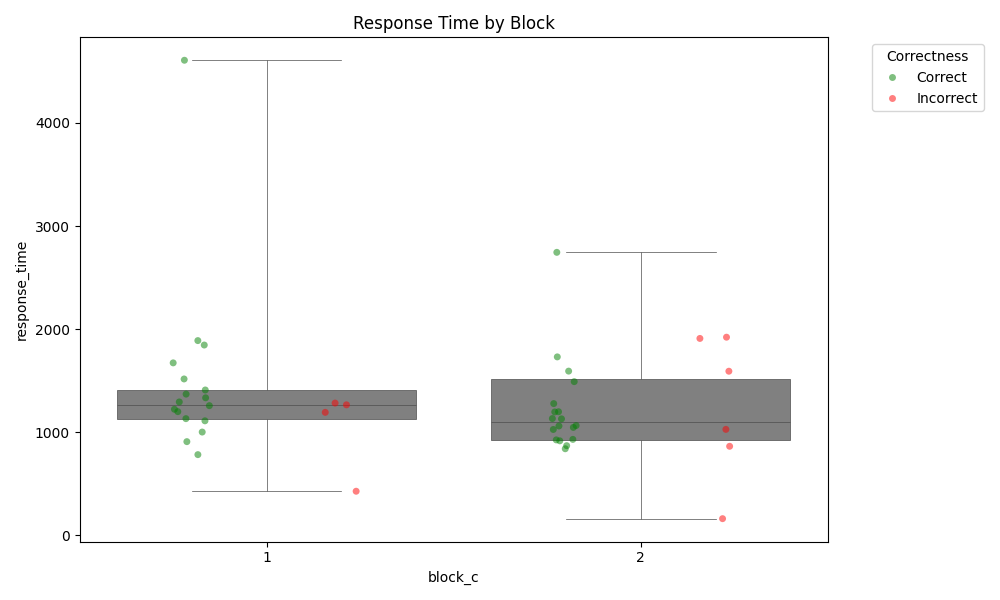 Response Time by Block
Correctness
Correct
Incorrect
response_time
4000
3000
2000
1000
0
1
2
block_c